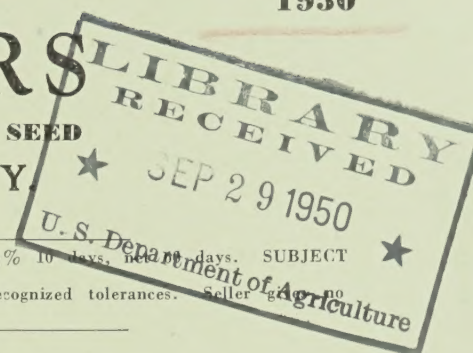 1950
RS
SEED
Y.
LIBRARY
RECEIVED
★ SEP 29 1950 ★
U. S. Department of Agriculture
% 10 days, net days. SUBJECT
ecognized tolerances. Seller gives no